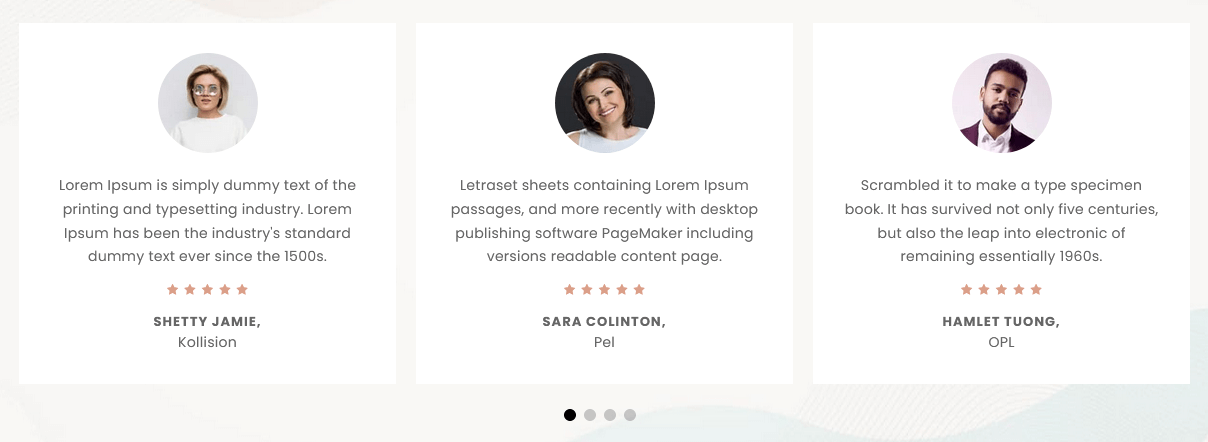 Lorem Ipsum is simply dummy text of the
printing and typesetting industry. Lorem
Ipsum has been the industry's standard
dummy text ever since the 1500s.
SHETTY JAMIE,
Kollision
Letraset sheets containing Lorem Ipsum
passages, and more recently with desktop
publishing software PageMaker including
versions readable content page.
SARA COLINTON,
Pel
Scrambled it to make a type specimen
book. It has survived not only five centuries,
but also the leap into electronic of
remaining essentially 1960s.
HAMLET TUONG,
OPL